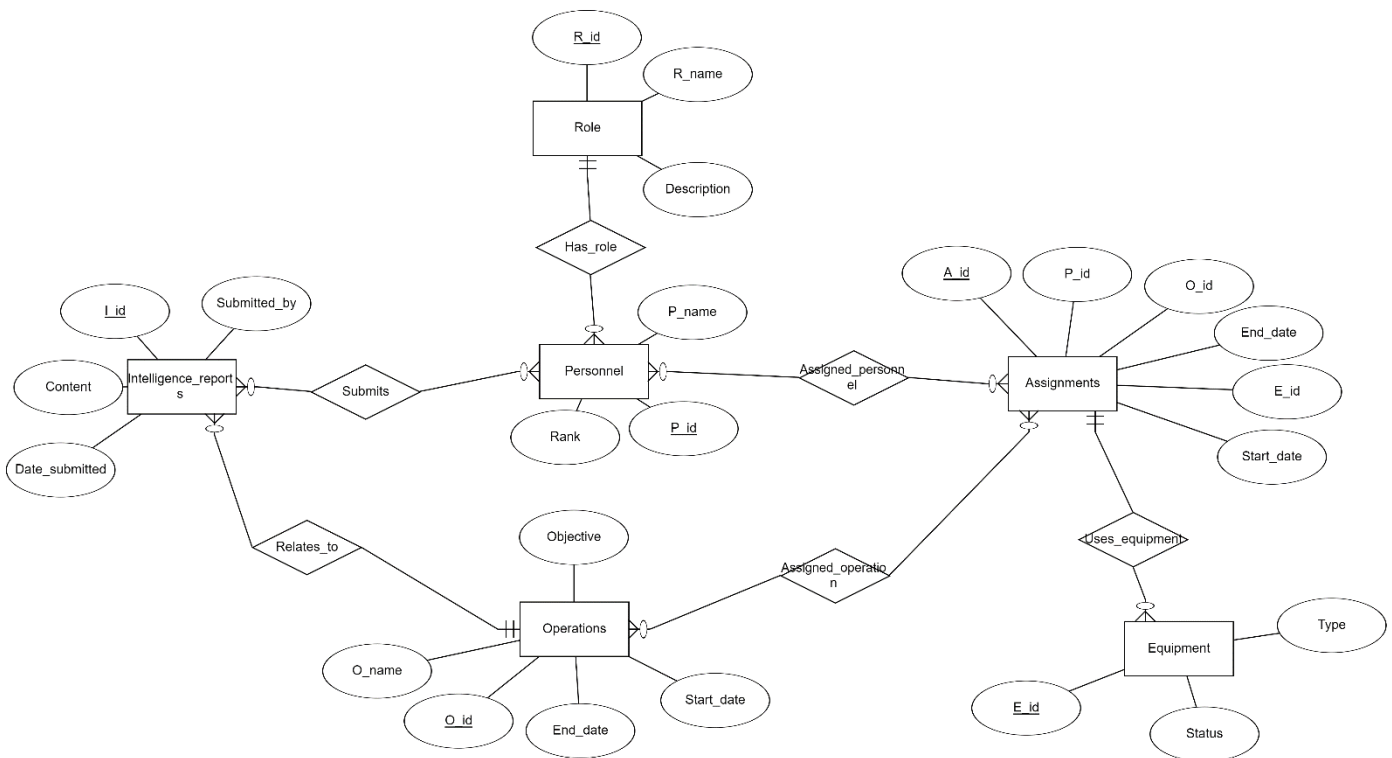 R_id
R_name
Role
Description
Has_role
A_id
P_id
O_id
I_id
Submitted_by
P_name
End_date
Content
Intelligence_report
s
Submits
Personnel
Assigned_personn
el
Assignments
E_id
Date_submitted
Rank
P_id
Start_date
Relates_to
Objective
Assigned_operatio
n
Uses_equipment
Operations
Type
Equipment
O_name
Start_date
O_id
End_date
E_id
Status